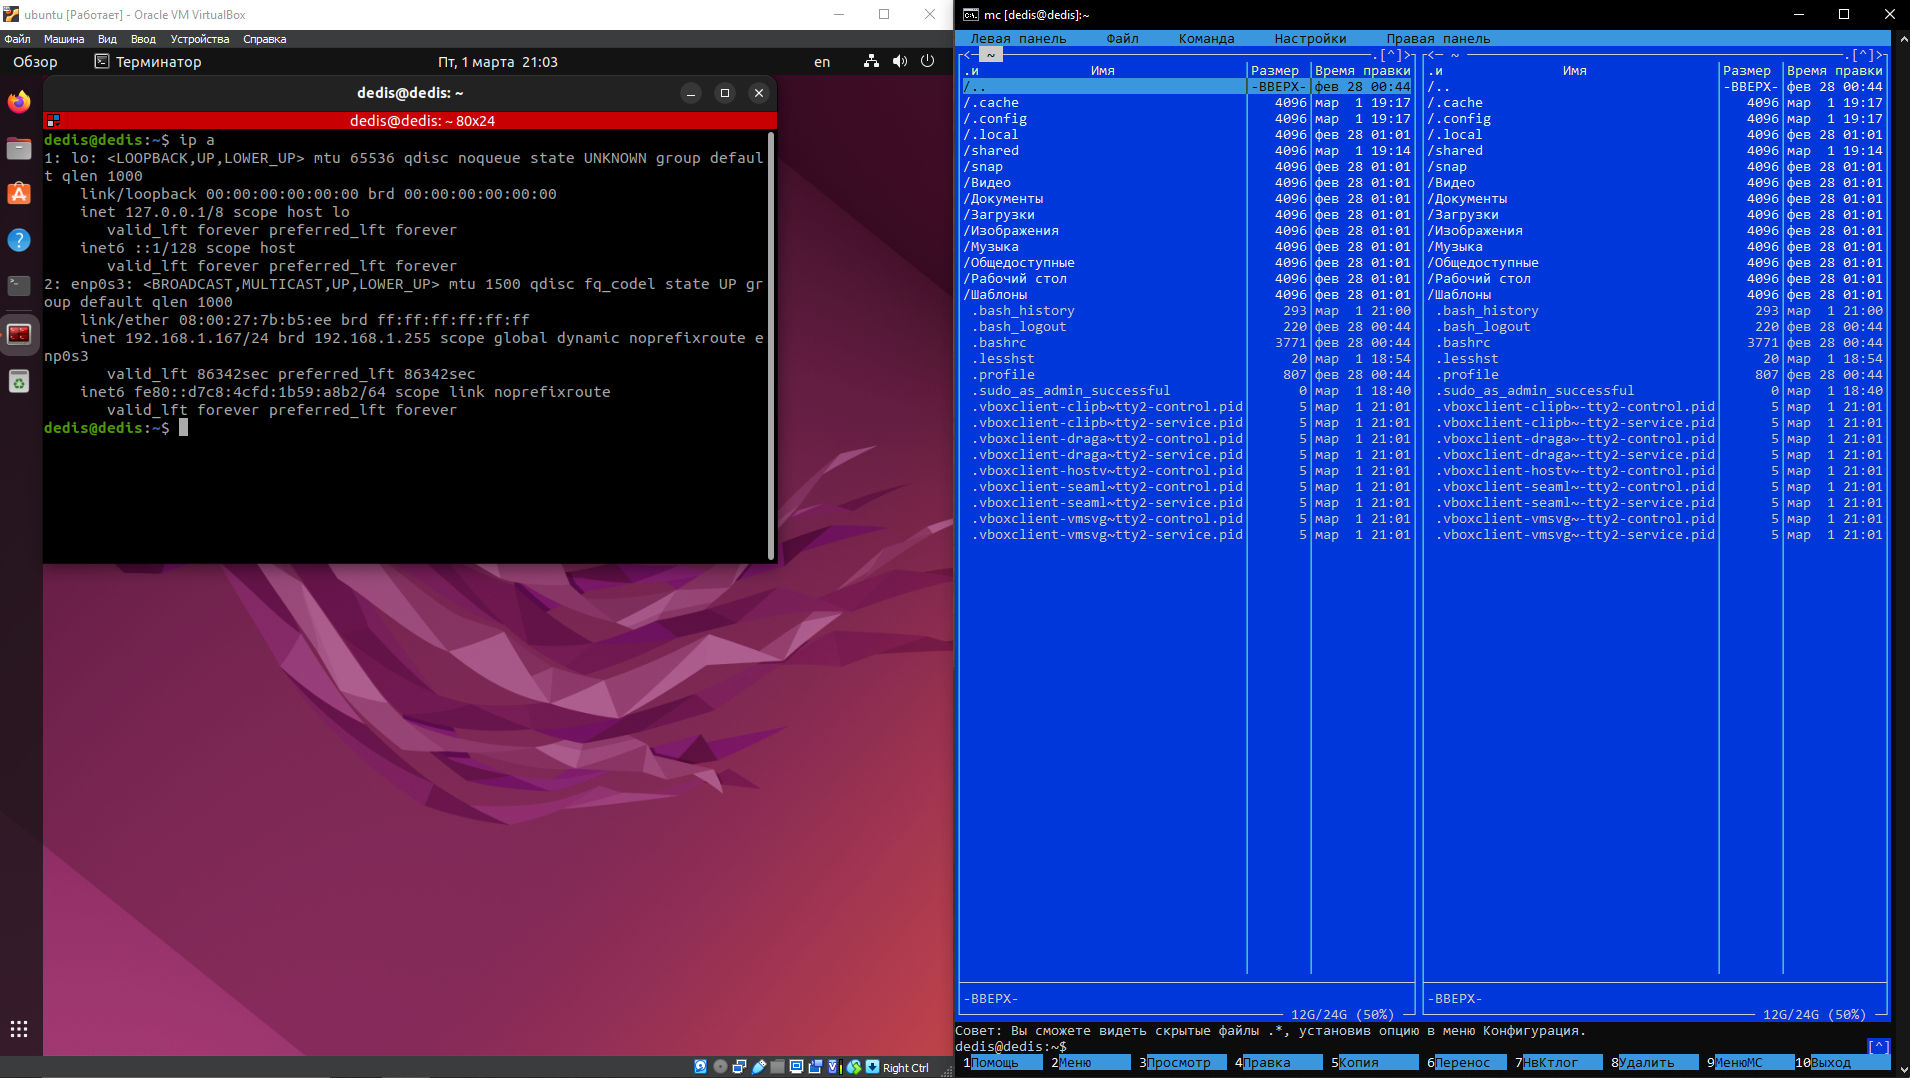 ubuntu [Работает] - Oracle VM VirtualBox
Файл Машина Вид Ввод Устройства Справка
Обзор Терминатор Пт, 1 марта 21:03 en
dedis@dedis: ~
dedis@dedis: ~ 80x24
dedis@dedis:~$ ip a
1: lo: <LOOPBACK,UP,LOWER_UP> mtu 65536 qdisc noqueue state UNKNOWN group defaul
t qlen 1000
link/loopback 00:00:00:00:00:00 brd 00:00:00:00:00:00
inet 127.0.0.1/8 scope host lo
valid_lft forever preferred_lft forever
inet6 ::1/128 scope host
valid_lft forever preferred_lft forever
2: enp0s3: <BROADCAST,MULTICAST,UP,LOWER_UP> mtu 1500 qdisc fq_codel state UP gr
oup default qlen 1000
link/ether 08:00:27:7b:b5:ee brd ff:ff:ff:ff:ff:ff
inet 192.168.1.167/24 brd 192.168.1.255 scope global dynamic noprefixroute e
np0s3
valid_lft 86342sec preferred_lft 86342sec
inet6 fe80::d7c8:4cfd:1b59:a8b2/64 scope link noprefixroute
valid_lft forever preferred_lft forever
dedis@dedis:~$
Right Ctrl
mc [dedis@dedis]:~
Левая панель Файл Команда Настройки Правая панель
<─ ~ .[^]>
.и Имя Размер Время правки
/.. -ВВЕРХ- фев 28 00:44
/.cache 4096 мар 1 19:17
/.config 4096 мар 1 19:17
/.local 4096 фев 28 01:01
/shared 4096 мар 1 19:14
/snap 4096 фев 28 01:01
/Видео 4096 фев 28 01:01
/Документы 4096 фев 28 01:01
/Загрузки 4096 фев 28 01:01
/Изображения 4096 фев 28 01:01
/Музыка 4096 фев 28 01:01
/Общедоступные 4096 фев 28 01:01
/Рабочий стол 4096 фев 28 01:01
/Шаблоны 4096 фев 28 01:01
.bash_history 293 мар 1 21:00
.bash_logout 220 фев 28 00:44
.bashrc 3771 фев 28 00:44
.lesshst 20 мар 1 18:54
.profile 807 фев 28 00:44
.sudo_as_admin_successful 0 мар 1 18:40
.vboxclient-clipb~tty2-control.pid 5 мар 1 21:01
.vboxclient-clipb~tty2-service.pid 5 мар 1 21:01
.vboxclient-draga~tty2-control.pid 5 мар 1 21:01
.vboxclient-draga~tty2-service.pid 5 мар 1 21:01
.vboxclient-hostv~tty2-control.pid 5 мар 1 21:01
.vboxclient-seaml~tty2-control.pid 5 мар 1 21:01
.vboxclient-seaml~tty2-service.pid 5 мар 1 21:01
.vboxclient-vmsvg~tty2-control.pid 5 мар 1 21:01
.vboxclient-vmsvg~tty2-service.pid 5 мар 1 21:01
-ВВЕРХ-
12G/24G (50%)
<─ ~ .[^]>
.и Имя Размер Время правки
/.. -ВВЕРХ- фев 28 00:44
/.cache 4096 мар 1 19:17
/.config 4096 мар 1 19:17
/.local 4096 фев 28 01:01
/shared 4096 мар 1 19:14
/snap 4096 фев 28 01:01
/Видео 4096 фев 28 01:01
/Документы 4096 фев 28 01:01
/Загрузки 4096 фев 28 01:01
/Изображения 4096 фев 28 01:01
/Музыка 4096 фев 28 01:01
/Общедоступные 4096 фев 28 01:01
/Рабочий стол 4096 фев 28 01:01
/Шаблоны 4096 фев 28 01:01
.bash_history 293 мар 1 21:00
.bash_logout 220 фев 28 00:44
.bashrc 3771 фев 28 00:44
.lesshst 20 мар 1 18:54
.profile 807 фев 28 00:44
.sudo_as_admin_successful 0 мар 1 18:40
.vboxclient-clipb~-tty2-control.pid 5 мар 1 21:01
.vboxclient-clipb~-tty2-service.pid 5 мар 1 21:01
.vboxclient-draga~-tty2-control.pid 5 мар 1 21:01
.vboxclient-draga~-tty2-service.pid 5 мар 1 21:01
.vboxclient-hostv~-tty2-control.pid 5 мар 1 21:01
.vboxclient-seaml~-tty2-control.pid 5 мар 1 21:01
.vboxclient-seaml~-tty2-service.pid 5 мар 1 21:01
.vboxclient-vmsvg~-tty2-control.pid 5 мар 1 21:01
.vboxclient-vmsvg~-tty2-service.pid 5 мар 1 21:01
-ВВЕРХ-
12G/24G (50%)
Совет: Вы сможете видеть скрытые файлы .*, установив опцию в меню Конфигурация.
dedis@dedis:~$ [^]
1Помощь 2Меню 3Просмотр 4Правка 5Копия 6Перенос 7НвКтлог 8Удалить 9МенюMC 10Выход